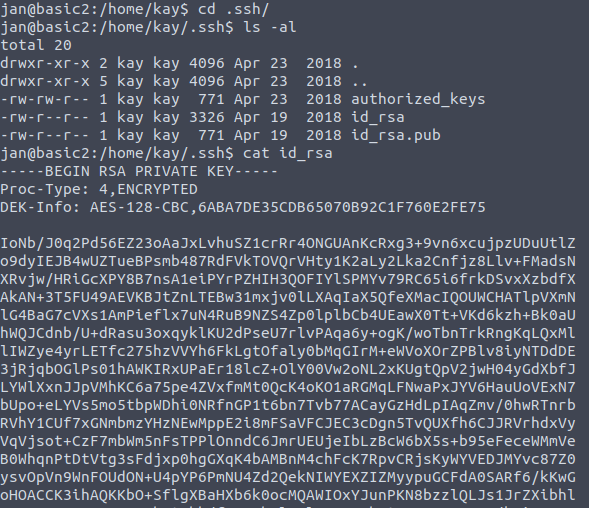 jan@basic2:/home/kay$ cd .ssh/
jan@basic2:/home/kay/.ssh$ ls -al
total 20
drwxr-xr-x 2 kay kay 4096 Apr 23  2018 .
drwxr-xr-x 5 kay kay 4096 Apr 23  2018 ..
-rw-rw-r-- 1 kay kay  771 Apr 23  2018 authorized_keys
-rw-r--r-- 1 kay kay 3326 Apr 19  2018 id_rsa
-rw-r--r-- 1 kay kay  771 Apr 19  2018 id_rsa.pub
jan@basic2:/home/kay/.ssh$ cat id_rsa
-----BEGIN RSA PRIVATE KEY-----
Proc-Type: 4,ENCRYPTED
DEK-Info: AES-128-CBC,6ABA7DE35CDB65070B92C1F760E2FE75

IoNb/J0q2Pd56EZ23oAaJxLvhuSZ1crRr4ONGUAnKcRxg3+9vn6xcujpzUDuUtlZ
o9dyIEJB4wUZTueBPsmb487RdFVkTOVQrVHty1K2aLy2Lka2Cnfjz8Llv+FMadsN
XRvjw/HRiGcXPY8B7nsA1eiPYrPZHIH3QOFIYlSPMYv79RC65i6frkDSvxXzbdfX
AkAN+3T5FU49AEVKBJtZnLTEBw31mxjv0lLXAqIaX5QfeXMacIQOUWCHATlpVXmN
lG4BaG7cVXs1AmPieflx7uN4RuB9NZS4Zp0lplbCb4UEawX0Tt+VKd6kzh+Bk0aU
hWQJCdnb/U+dRasu3oxqyklKU2dPseU7rlvPAqa6y+ogK/woTbnTrkRngKqLQxMl
lIWZye4yrLETfc275hzVVYh6FkLgtOfaly0bMqGIrM+eWVoXOrZPBlv8iyNTDdDE
3jRjqbOGlPs01hAWKIRxUPaEr18lcZ+OlY00Vw2oNL2xKUgtQpV2jwH04yGdXbfJ
LYWlXxnJJpVMhKC6a75pe4ZVxfmMt0QcK4oKO1aRGMqLFNwaPxJYV6HauUoVExN7
bUpo+eLYVs5mo5tbpWDhi0NRfnGP1t6bn7Tvb77ACayGzHdLpIAqZmv/0hwRTnrb
RVhY1CUf7xGNmbmzYHzNEwMppE2i8mFSaVFCJEC3cDgn5TvQUXfh6CJJRVrhdxVy
VqVjsot+CzF7mbWm5nFsTPPlOnndC6JmrUEUjeIbLzBcW6bX5s+b95eFeceWMmVe
B0WhqnPtDtVtg3sFdjxp0hgGXqK4bAMBnM4chFcK7RpvCRjsKyWYVEDJMYvc87Z0
ysvOpVn9WnFOUdON+U4pYP6PmNU4Zd2QekNIWYEXZIZMyypuGCFdA0SARf6/kKwG
oHOACCK3ihAQKKbO+SflgXBaHXb6k0ocMQAWIOxYJunPKN8bzzlQLJs1JrZXibhl